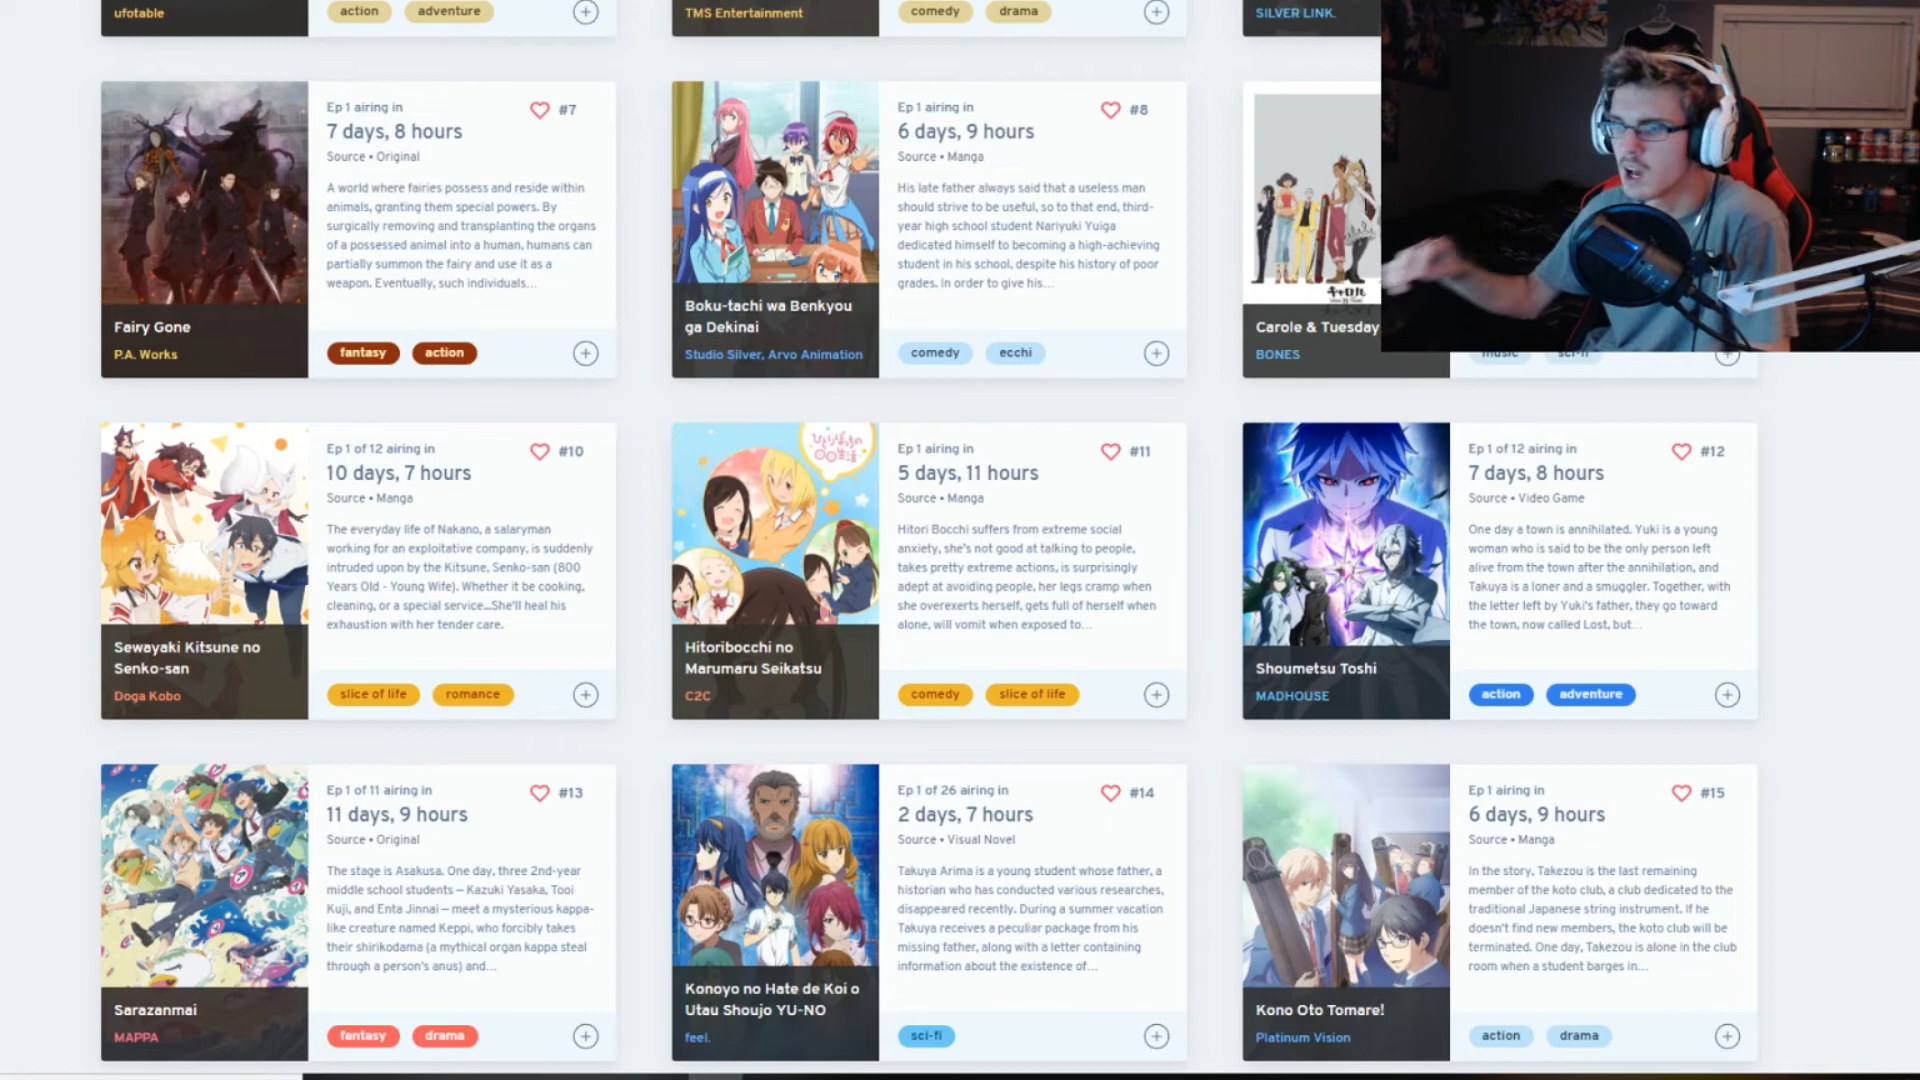 ufotable
action
adventure
TMS Entertainment
comedy
drama
SILVER LINK.
Ep 1 airing in
7 days, 8 hours
Source • Original
#7
A world where fairies possess and reside within
animals, granting them special powers. By
surgically removing and transplanting the organs
of a possessed animal into a human, humans can
partially summon the fairy and use it as a
weapon. Eventually, such individuals...
Fairy Gone
P.A. Works
fantasy
action
Ep 1 airing in
6 days, 9 hours
Source • Manga
#8
His late father always said that a useless man
should strive to be useful, so to that end, third-
year high school student Nariyuki Yuiga
dedicated himself to becoming a high-achieving
student in his school, despite his history of poor
grades. In order to give his...
Boku-tachi wa Benkyou
ga Dekinai
Studio Silver, Arvo Animation
comedy
ecchi
キャロル
Carole & Tuesday
BONES
music
sci-fi
Ep 1 of 12 airing in
10 days, 7 hours
Source • Manga
#10
The everyday life of Nakano, a salaryman
working for an exploitative company, is suddenly
intruded upon by the Kitsune, Senko-san (800
Years Old - Young Wife). Whether it be cooking,
cleaning, or a special service...She'll heal his
exhaustion with her tender care.
Sewayaki Kitsune no
Senko-san
Doga Kobo
slice of life
romance
ひとりぼっちの
○○生活
Ep 1 airing in
5 days, 11 hours
Source • Manga
#11
Hitori Bocchi suffers from extreme social
anxiety, she's not good at talking to people,
takes pretty extreme actions, is surprisingly
adept at avoiding people, her legs cramp when
she overexerts herself, gets full of herself when
alone, will vomit when exposed to...
Hitoribocchi no
Marumaru Seikatsu
C2C
comedy
slice of life
Ep 1 of 12 airing in
7 days, 8 hours
Source • Video Game
#12
One day a town is annihilated. Yuki is a young
woman who is said to be the only person left
alive from the town after the annihilation, and
Takuya is a loner and a smuggler. Together, with
the letter left by Yuki's father, they go toward
the town, now called Lost, but...
Shoumetsu Toshi
MADHOUSE
action
adventure
Ep 1 of 11 airing in
11 days, 9 hours
Source • Original
#13
The stage is Asakusa. One day, three 2nd-year
middle school students – Kazuki Yasaka, Tooi
Kuji, and Enta Jinnai – meet a mysterious kappa-
like creature named Keppi, who forcibly takes
their shirikodama (a mythical organ kappa steal
through a person's anus) and...
Sarazanmai
MAPPA
fantasy
drama
Ep 1 of 26 airing in
2 days, 7 hours
Source • Visual Novel
#14
Takuya Arima is a young student whose father, a
historian who has conducted various researches,
disappeared recently. During a summer vacation
Takuya receives a peculiar package from his
missing father, along with a letter containing
information about the existence of...
Konoyo no Hate de Koi o
Utau Shoujo YU-NO
feel.
sci-fi
Ep 1 airing in
6 days, 9 hours
Source • Manga
#15
In the story, Takezou is the last remaining
member of the koto club, a club dedicated to the
traditional Japanese string instrument. If he
doesn't find new members, the koto club will be
terminated. One day, Takezou is alone in the club
room when a student barges in...
Kono Oto Tomare!
Platinum Vision
action
drama